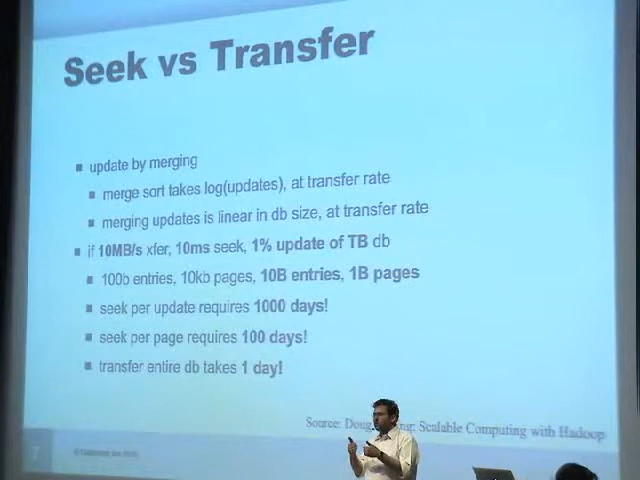 Seek vs Transfer
update by merging
merge sort takes log(updates), at transfer rate
merging updates is linear in db size, at transfer rate
if 10MB/s xfer, 10ms seek, 1% update of TB db
100b entries, 10kb pages, 10B entries, 1B pages
seek per update requires 1000 days!
seek per page requires 100 days!
transfer entire db takes 1 day!
Source: Doug ng: Scalable Computing with Hadoop
7